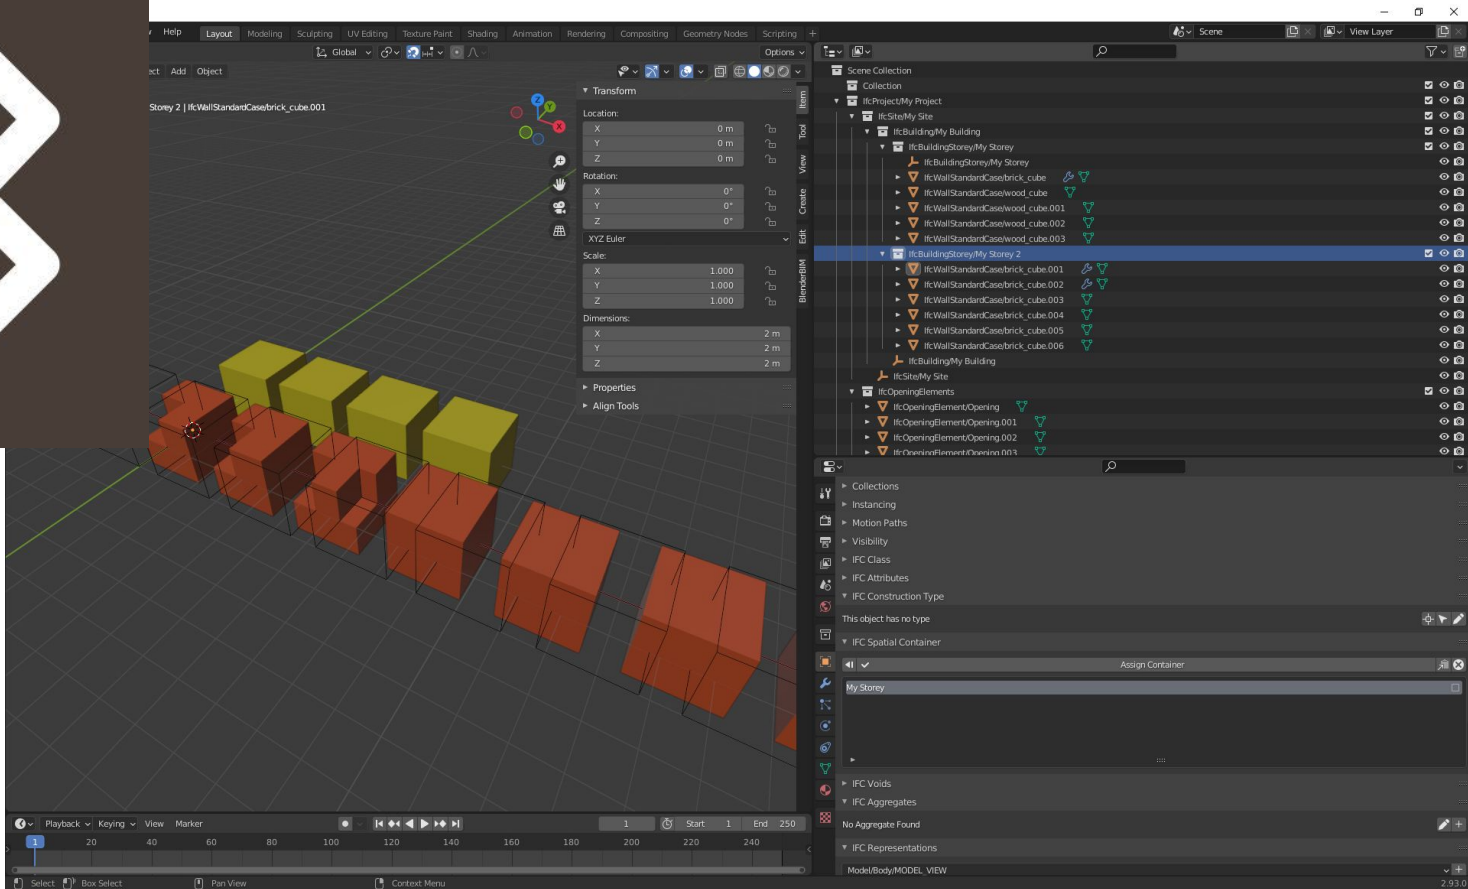 Help
Layout
Modeling
Sculpting
UV Editing
Texture Paint
Shading
Animation
Rendering
Compositing
Geometry Nodes
Scripting
+
Scene
View Layer
Global
Options
Add
Object
Storey 2 | IfcWallStandardCase/brick_cube.001
Z
Y
X
Transform
Location:
X 0 m
Y 0 m
Z 0 m
Rotation:
X 0°
Y 0°
Z 0°
XYZ Euler
Scale:
X 1.000
Y 1.000
Z 1.000
Dimensions:
X 2 m
Y 2 m
Z 2 m
Properties
Align Tools
Item
Tool
View
Create
Edit
BlenderBIM
Scene Collection
Collection
IfcProject/My Project
IfcSite/My Site
IfcBuilding/My Building
IfcBuildingStorey/My Storey
IfcBuildingStorey/My Storey
IfcWallStandardCase/brick_cube
IfcWallStandardCase/wood_cube
IfcWallStandardCase/wood_cube.001
IfcWallStandardCase/wood_cube.002
IfcWallStandardCase/wood_cube.003
IfcBuildingStorey/My Storey 2
IfcWallStandardCase/brick_cube.001
IfcWallStandardCase/brick_cube.002
IfcWallStandardCase/brick_cube.003
IfcWallStandardCase/brick_cube.004
IfcWallStandardCase/brick_cube.005
IfcWallStandardCase/brick_cube.006
IfcBuilding/My Building
IfcSite/My Site
IfcOpeningElements
IfcOpeningElement/Opening
IfcOpeningElement/Opening.001
IfcOpeningElement/Opening.002
IfcOpeningElement/Opening.003
Collections
Instancing
Motion Paths
Visibility
IFC Class
IFC Attributes
IFC Construction Type
This object has no type
IFC Spatial Container
Assign Container
My Storey
IFC Voids
IFC Aggregates
No Aggregate Found
IFC Representations
Model/Body/MODEL_VIEW
Playback
Keying
View
Marker
1
Start 1
End 250
1 20 40 60 80 100 120 140 160 180 200 220 240
Select
Box Select
Pan View
Context Menu
2.93.0